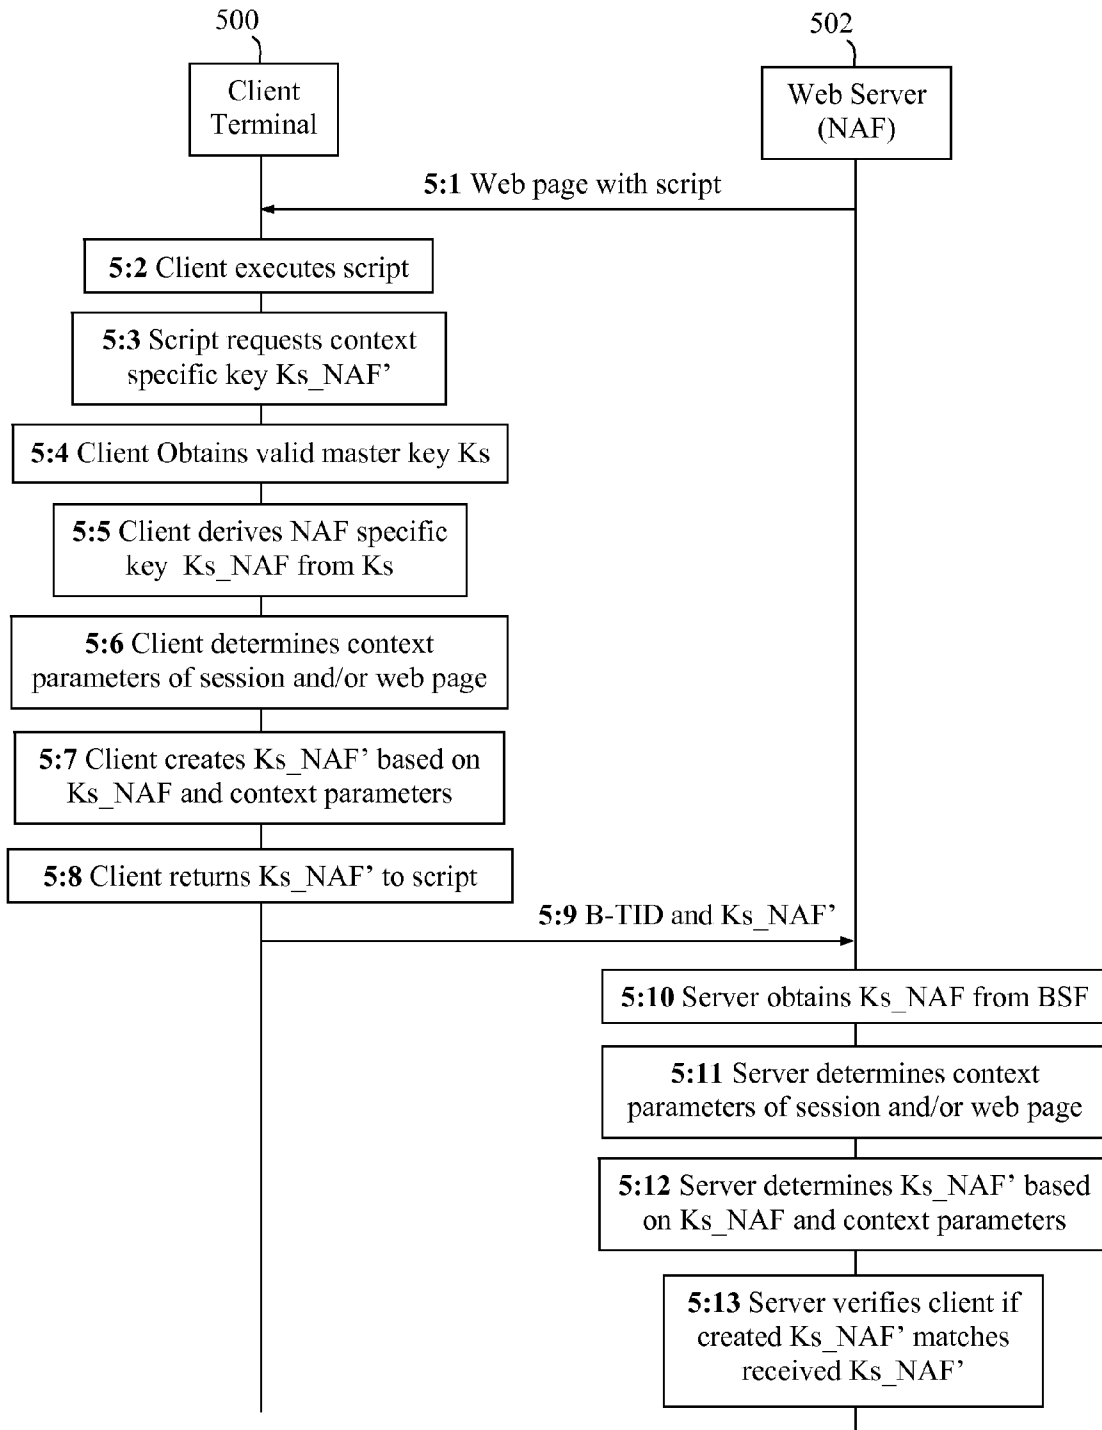 500
502
Client
Terminal
Web Server
(NAF)
5:1 Web page with script
5:2 Client executes script
5:3 Script requests context
specific key Ks_NAF’
5:4 Client Obtains valid master key Ks
5:5 Client derives NAF specific
key Ks_NAF from Ks
5:6 Client determines context
parameters of session and/or web page
5:7 Client creates Ks_NAF’ based on
Ks_NAF and context parameters
5:8 Client returns Ks_NAF’ to script
5:9 B-TID and Ks_NAF’
5:10 Server obtains Ks_NAF from BSF
5:11 Server determines context
parameters of session and/or web page
5:12 Server determines Ks_NAF’ based
on Ks_NAF and context parameters
5:13 Server verifies client if
created Ks_NAF’ matches
received Ks_NAF’